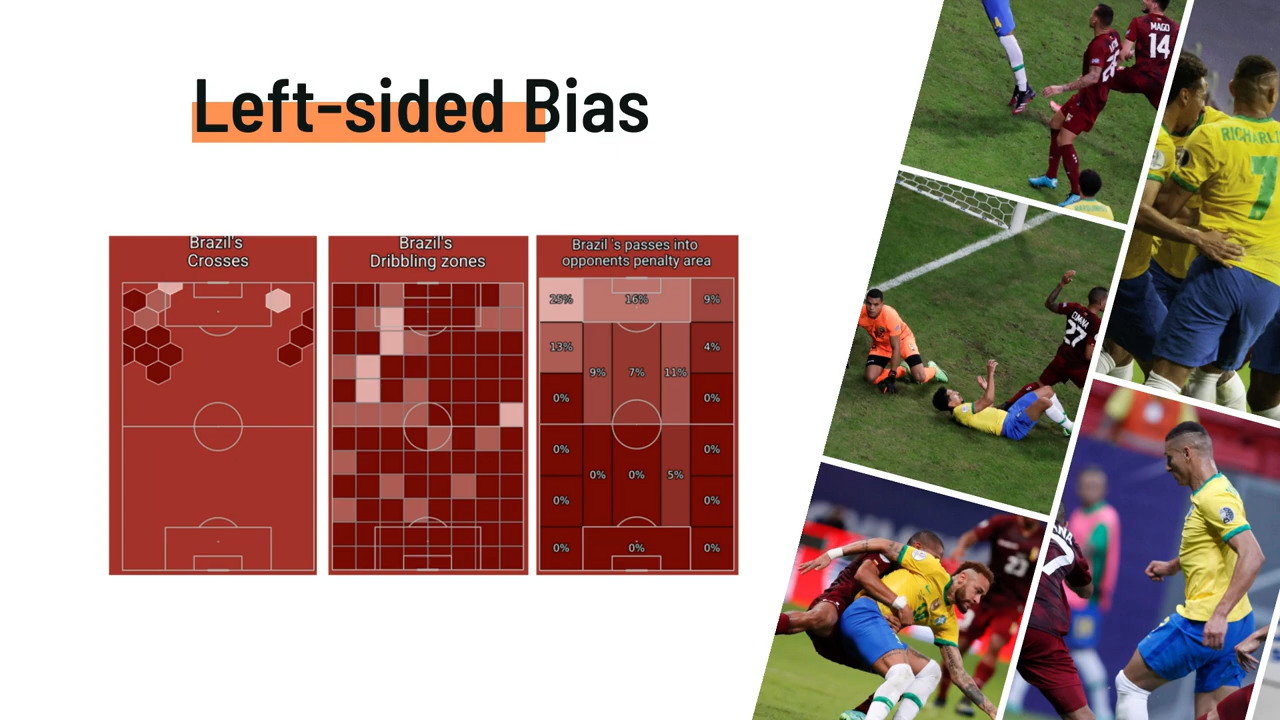 Left-sided Bias
Brazil's
Crosses
Brazil's
Dribbling zones
Brazil 's passes into
opponents penalty area
25%
16%
9%
13%
4%
9%
7%
11%
0%
0%
0%
0%
0%
0%
5%
0%
0%
0%
0%
0%
MAGO
14
27
7